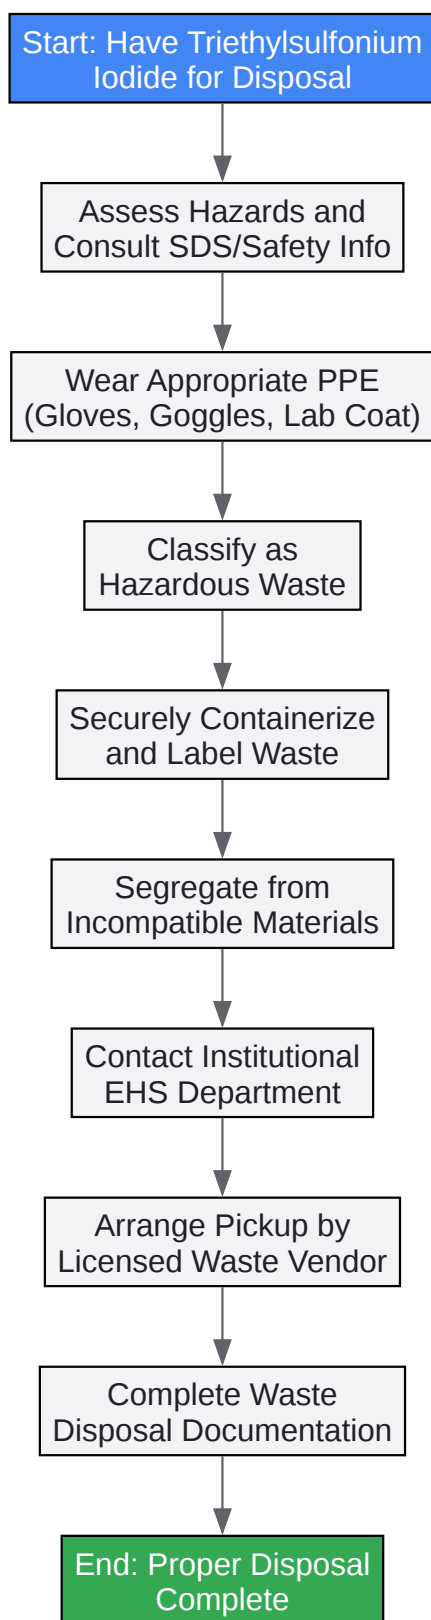 Start: Have Triethylsulfonium
Iodide for Disposal
Assess Hazards and
Consult SDS/Safety Info
Wear Appropriate PPE
(Gloves, Goggles, Lab Coat)
Classify as
Hazardous Waste
Securely Containerize
and Label Waste
Segregate from
Incompatible Materials
Contact Institutional
EHS Department
Arrange Pickup by
Licensed Waste Vendor
Complete Waste
Disposal Documentation
End: Proper Disposal
Complete